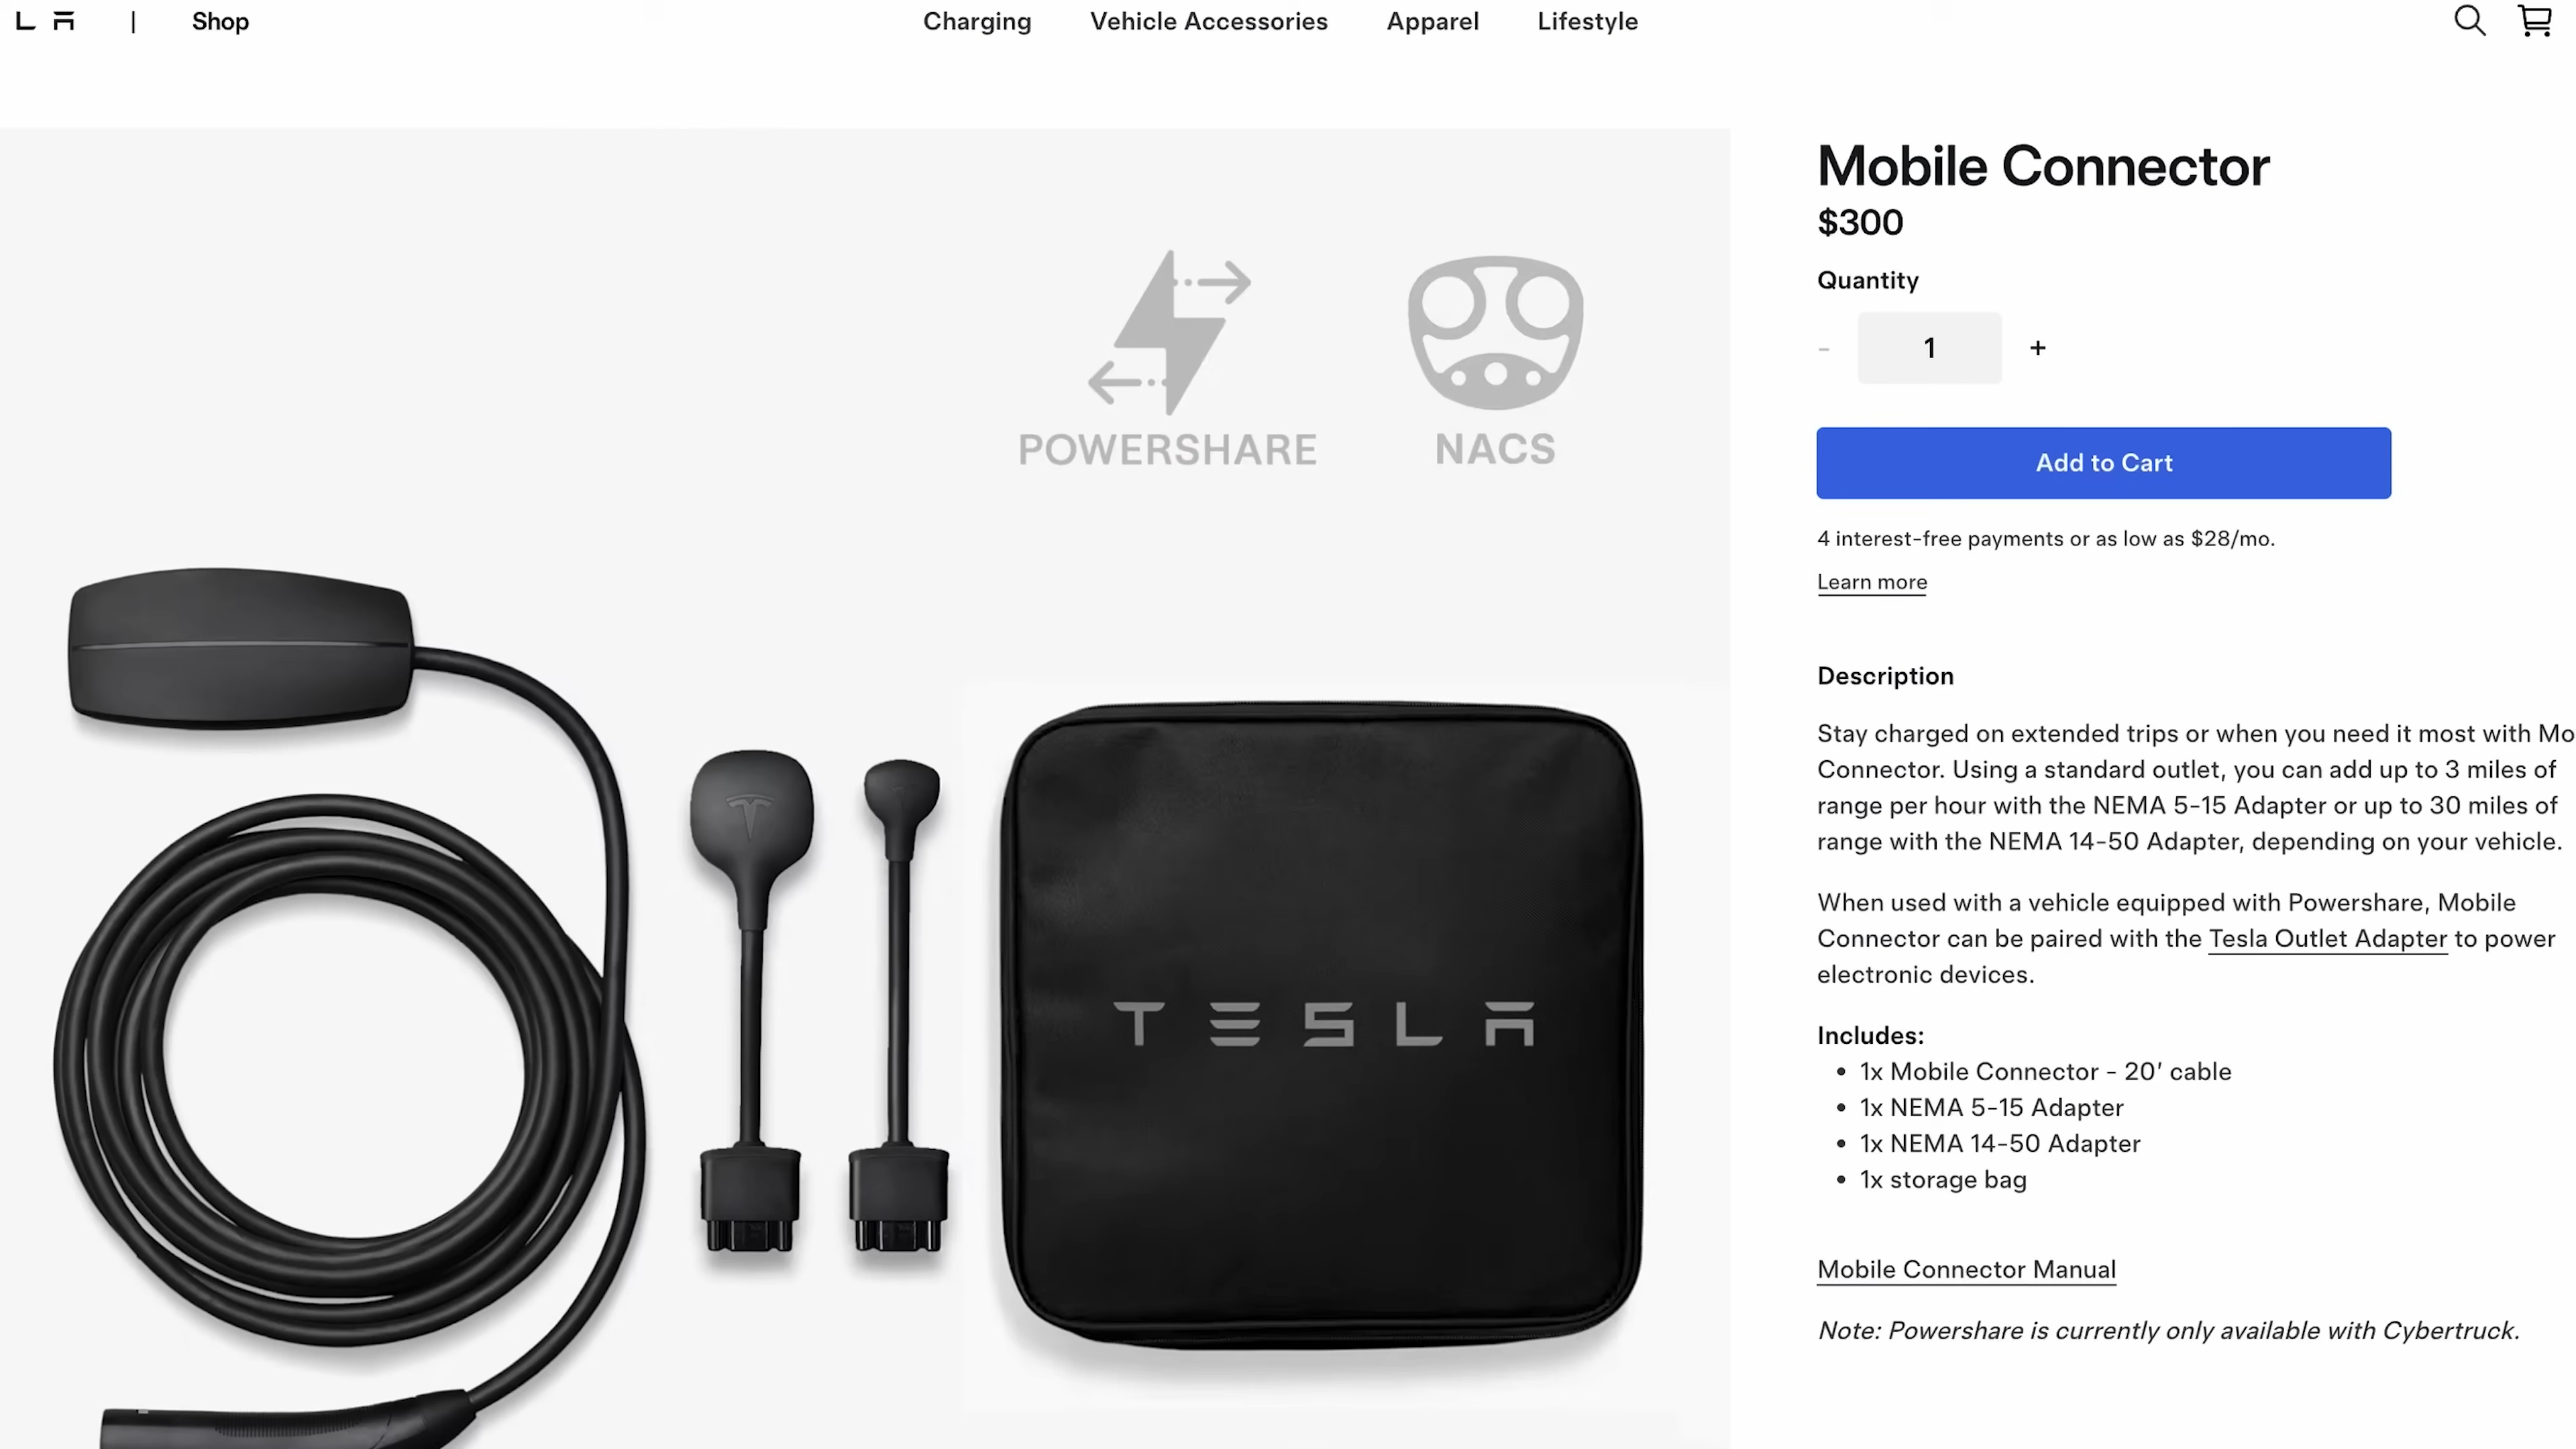 L A | Shop Charging Vehicle Accessories Apparel Lifestyle
POWERSHARE NACS
TESLA
Mobile Connector
$300
Quantity
- 1 +
Add to Cart
4 interest-free payments or as low as $28/mo.
Learn more
Description
Stay charged on extended trips or when you need it most with Mo
Connector. Using a standard outlet, you can add up to 3 miles of
range per hour with the NEMA 5-15 Adapter or up to 30 miles of
range with the NEMA 14-50 Adapter, depending on your vehicle.
When used with a vehicle equipped with Powershare, Mobile
Connector can be paired with the Tesla Outlet Adapter to power
electronic devices.
Includes:
• 1x Mobile Connector - 20' cable
• 1x NEMA 5-15 Adapter
• 1x NEMA 14-50 Adapter
• 1x storage bag
Mobile Connector Manual
Note: Powershare is currently only available with Cybertruck.